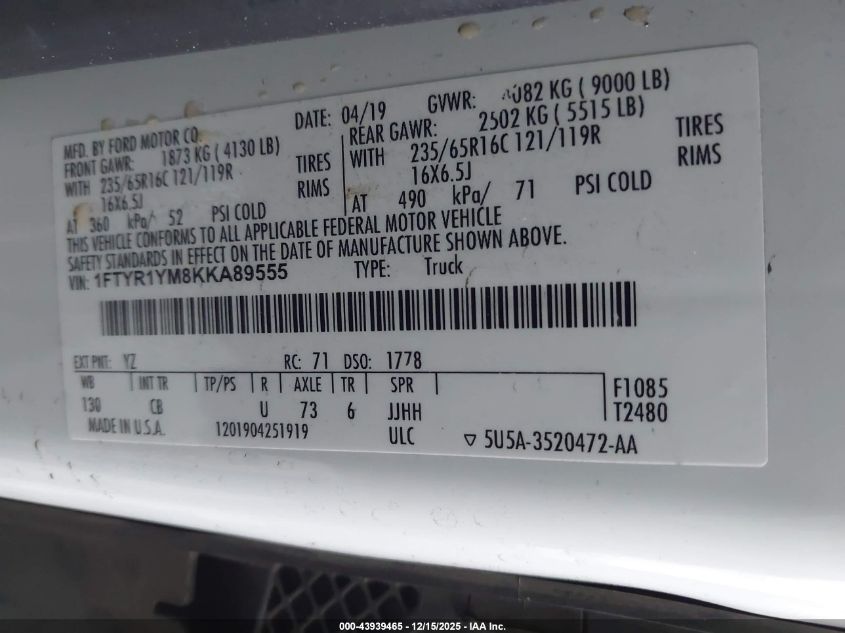 MFD. BY FORD MOTOR CO. DATE: 04/19 GVWR: 4082 KG ( 9000 LB)
FRONT GAWR: 1873 KG ( 4130 LB) REAR GAWR: 2502 KG ( 5515 LB)
WITH 235/65R16C 121/119R TIRES WITH 235/65R16C 121/119R TIRES
16X6.5J RIMS 16X6.5J RIMS
AT 360 kPa/ 52 PSI COLD AT 490 kPa/ 71 PSI COLD
THIS VEHICLE CONFORMS TO ALL APPLICABLE FEDERAL MOTOR VEHICLE
SAFETY STANDARDS IN EFFECT ON THE DATE OF MANUFACTURE SHOWN ABOVE.
VIN: 1FTYR1YM8KKA89555 TYPE: Truck
EXT PNT: YZ RC: 71 DSO: 1778
WB INT TR TP/PS R AXLE TR SPR F1085
130 CB U 73 6 JJHH T2480
MADE IN U.S.A. 1201904251919 ULC 5U5A-3520472-AA
000-43939465 - 12/15/2025 - IAA Inc.